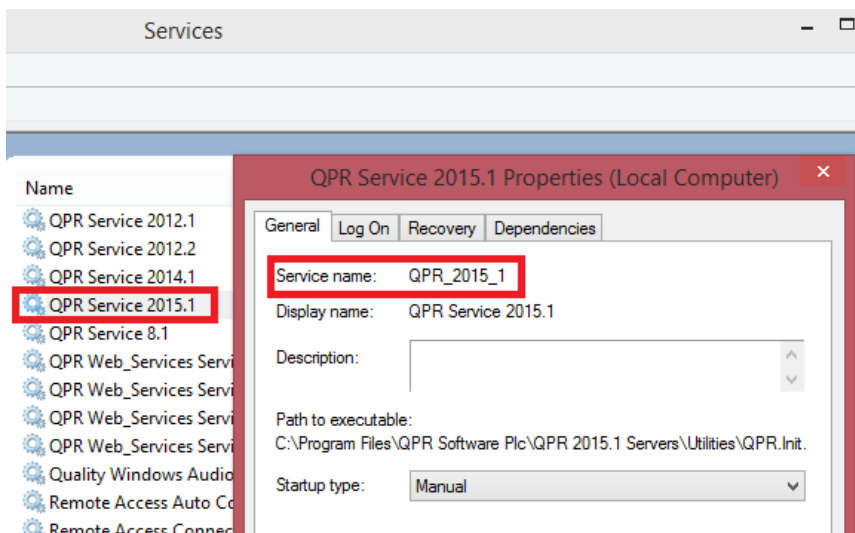 Services
Name
QPR Service 2012.1
QPR Service 2012.2
QPR Service 2014.1
QPR Service 2015.1
QPR Service 8.1
QPR Web_Services Servi
QPR Web_Services Servi
QPR Web_Services Servi
QPR Web_Services Servi
Quality Windows Audio
Remote Access Auto Co
Remote Access Connec
QPR Service 2015.1 Properties (Local Computer)
General Log On Recovery Dependencies
Service name: QPR_2015_1
Display name: QPR Service 2015.1
Description:
Path to executable:
C:\Program Files\QPR Software Plc\QPR 2015.1 Servers\Utilities\QPR.Init.
Startup type: Manual